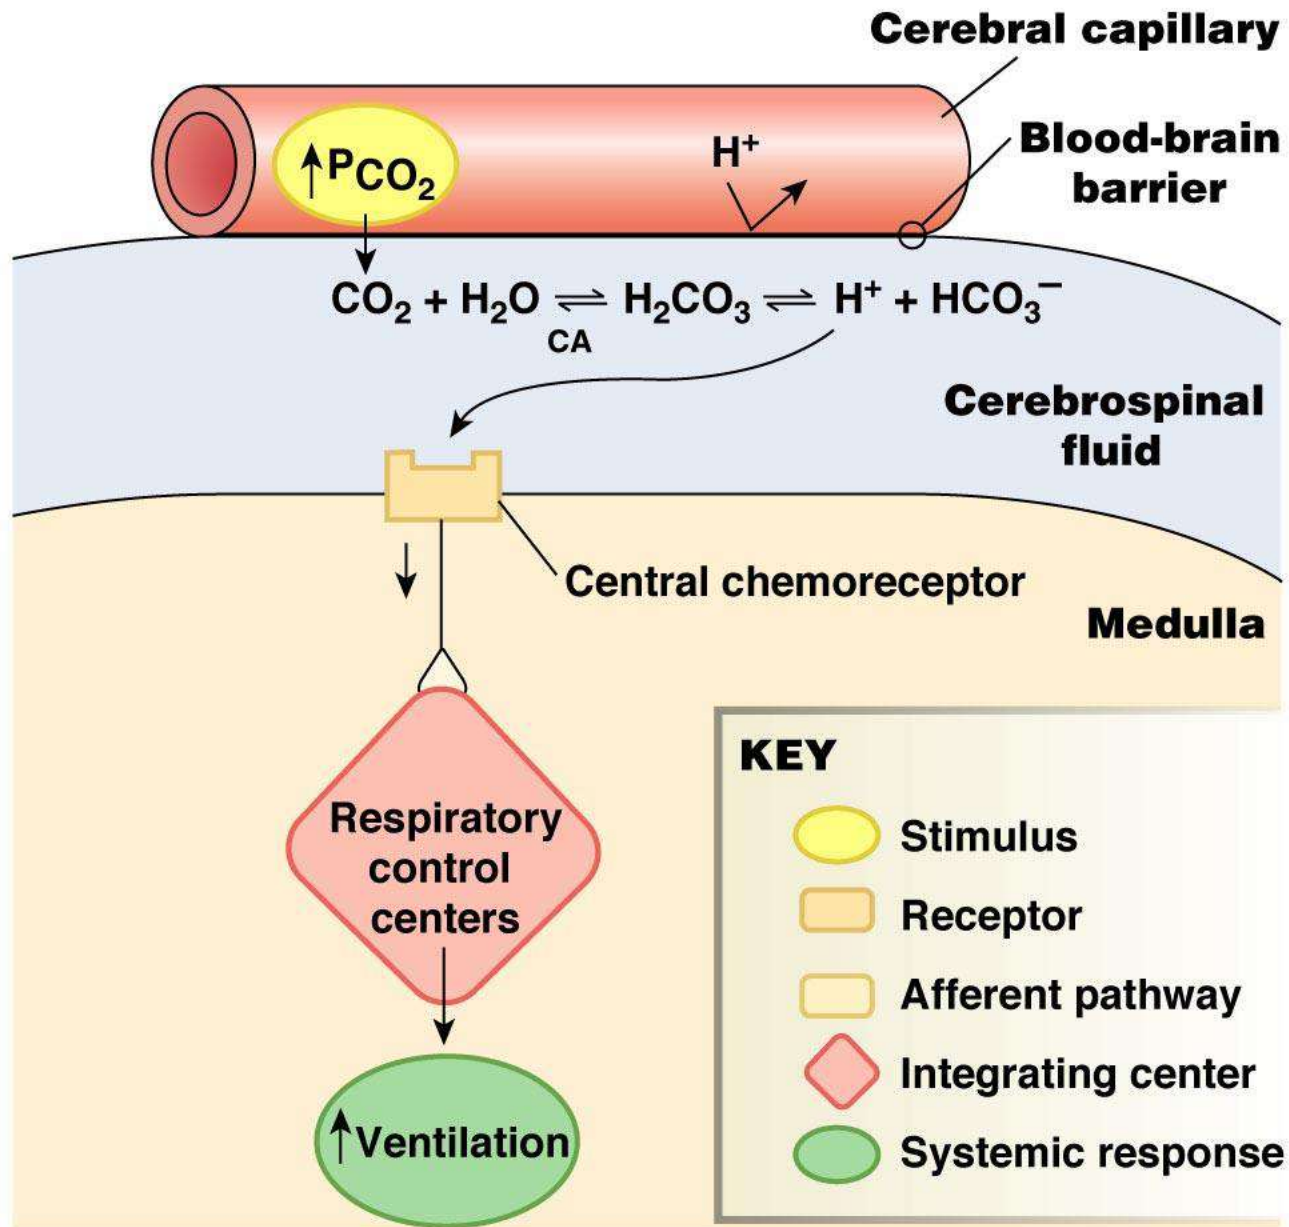 Cerebral capillary
Blood-brain
barrier
↑PCO₂
H⁺
CO₂ + H₂O ⇌ H₂CO₃ ⇌ H⁺ + HCO₃⁻
CA
Cerebrospinal
fluid
Central chemoreceptor
Medulla
Respiratory
control
centers
↑Ventilation
KEY
Stimulus
Receptor
Afferent pathway
Integrating center
Systemic response